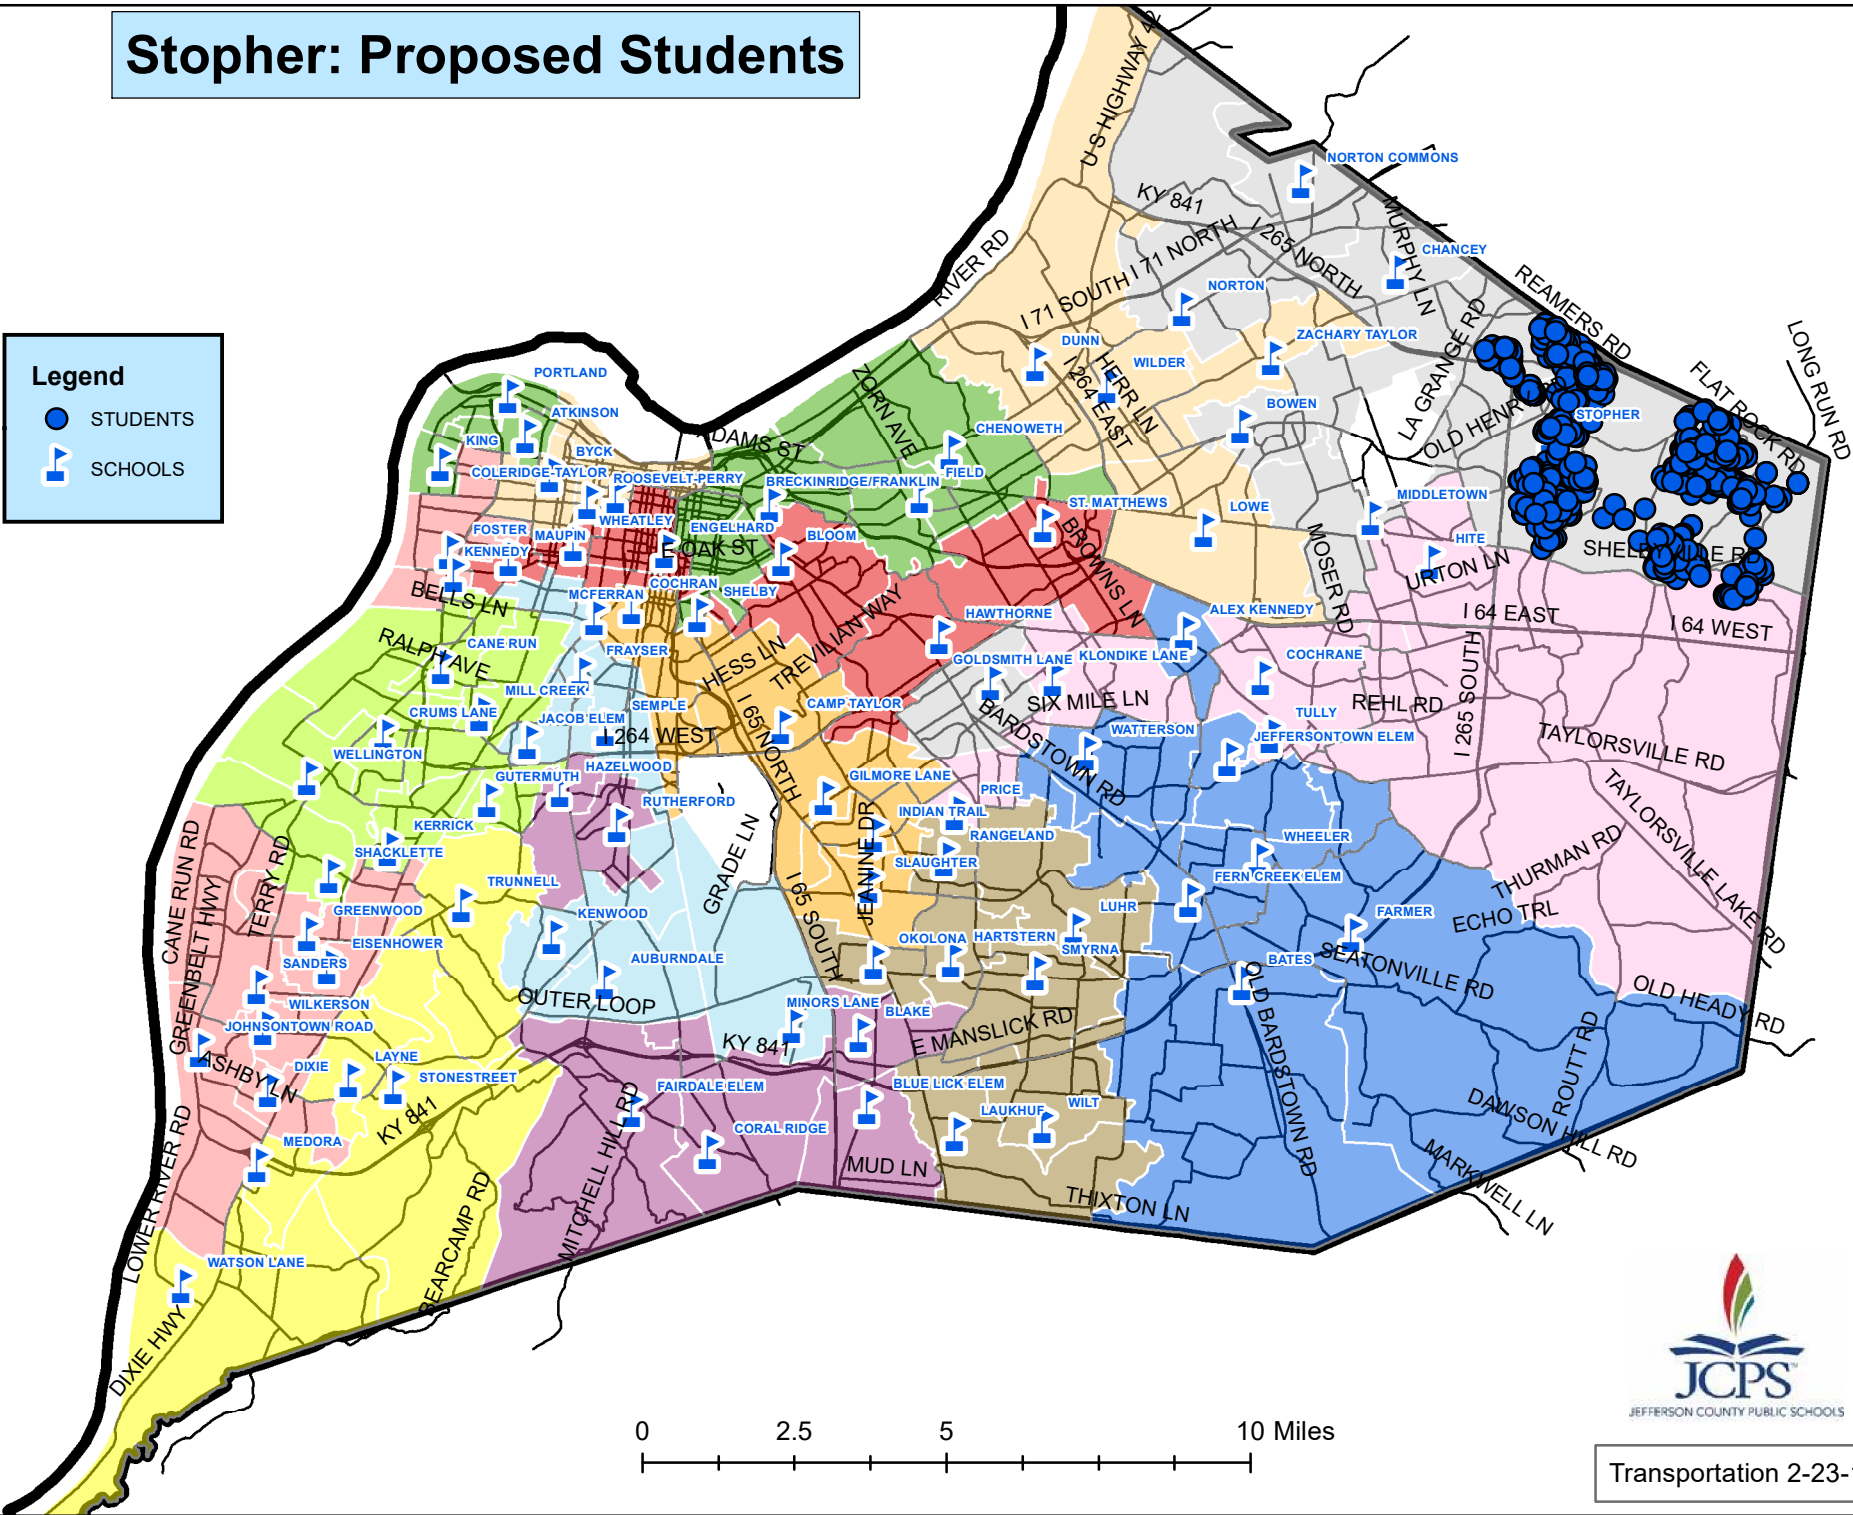 Stopher: Proposed Students
U S HIGHWAY 42
NORTON COMMONS
KY 841
MURPHY LN
I 265 NORTH
I 71 NORTH
CHANCEY
RIVER RD
REAMERS RD
I 71 SOUTH
NORTON
LA GRANGE RD
LONG RUN RD
ZACHARY TAYLOR
DUNN
WILDER
HERR LN
I 264 EAST
FLAT ROCK RD
Legend
STUDENTS
SCHOOLS
PORTLAND
ZORN AVE
BOWEN
OLD HENRY
STOPHER
ATKINSON
CHENOWETH
KING
ADAMS ST
BYCK
COLERIDGE-TAYLOR
ROOSEVELT-PERRY
BRECKINRIDGE/FRANKLIN
FIELD
ST. MATTHEWS
LOWE
MIDDLETOWN
WHEATLEY
ENGELHARD
BLOOM
BROWNS LN
MOSER RD
HITE
FOSTER
MAUPIN
KENNEDY
E OAK ST
SHELBYVILLE RD
URTON LN
COCHRAN
SHELBY
BELLS LN
MCFERRAN
HAWTHORNE
ALEX KENNEDY
I 64 EAST
I 64 WEST
RALPH AVE
CANE RUN
FRAYSER
HESS LN
TREVILIAN WAY
GOLDSMITH LANE
KLONDIKE LANE
COCHRANE
MILL CREEK
SEMPLE
I 65 NORTH
CAMP TAYLOR
SIX MILE LN
REHL RD
I 265 SOUTH
CRUMS LANE
JACOB ELEM
BARDSTOWN RD
WATTERSON
TULLY
JEFFERSONTOWN ELEM
I 264 WEST
TAYLORSVILLE RD
WELLINGTON
HAZELWOOD
GUTERMUTH
GILMORE LANE
PRICE
TAYLORSVILLE LAKE RD
RUTHERFORD
INDIAN TRAIL
KERRICK
JEANINE DR
RANGELAND
WHEELER
CANE RUN RD
TERRY RD
SHACKLETTE
GRADE LN
SLAUGHTER
THURMAN RD
TRUNNELL
I 65 SOUTH
FERN CREEK ELEM
GREENBELT HWY
GREENWOOD
KENWOOD
LUHR
FARMER
ECHO TRL
EISENHOWER
OKOLONA
HARTSTERN
SMYRNA
SANDERS
AUBURNDALE
BATES
SEATONVILLE RD
WILKERSON
OUTER LOOP
MINORS LANE
BLAKE
OLD HEADY RD
JOHNSONTOWN ROAD
KY 841
E MANSLICK RD
OLD BARDSTOWN RD
ROUTT RD
ASHBY LN
DIXIE
LAYNE
STONESTREET
FAIRDALE ELEM
BLUE LICK ELEM
LAUKHUF
WILT
DAWSON HILL RD
KY 841
CORAL RIDGE
MEDORA
LOWER RIVER RD
MITCHELL HILL RD
MUD LN
MARKWELL LN
BEARCAMP RD
THIXTON LN
WATSON LANE
DIXIE HWY
JCPS
JEFFERSON COUNTY PUBLIC SCHOOLS
0 2.5 5 10 Miles
Transportation 2-23-